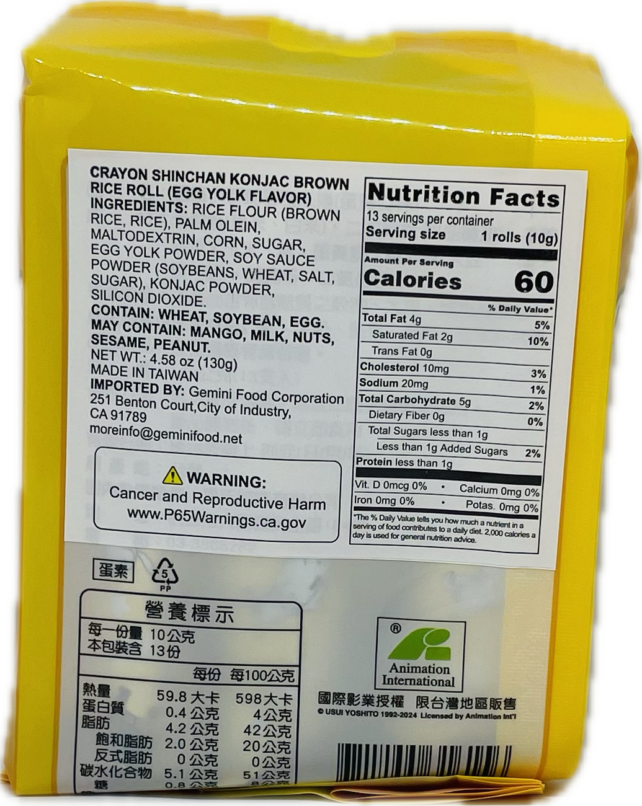 CRAYON SHINCHAN KONJAC BROWN
RICE ROLL (EGG YOLK FLAVOR)
INGREDIENTS: RICE FLOUR (BROWN
RICE, RICE), PALM OLEIN,
MALTODEXTRIN, CORN, SUGAR,
EGG YOLK POWDER, SOY SAUCE
POWDER (SOYBEANS, WHEAT, SALT,
SUGAR), KONJAC POWDER,
SILICON DIOXIDE.
CONTAIN: WHEAT, SOYBEAN, EGG.
MAY CONTAIN: MANGO, MILK, NUTS,
SESAME, PEANUT.
NET WT.: 4.58 oz (130g)
MADE IN TAIWAN
IMPORTED BY: Gemini Food Corporation
251 Benton Court,City of Industry,
CA 91789
moreinfo@geminifood.net
WARNING:
Cancer and Reproductive Harm
www.P65Warnings.ca.gov
Nutrition Facts
13 servings per container
Serving size 1 rolls (10g)
Amount Per Serving
Calories 60
% Daily Value*
Total Fat 4g 5%
Saturated Fat 2g 10%
Trans Fat 0g
Cholesterol 10mg 3%
Sodium 20mg 1%
Total Carbohydrate 5g 2%
Dietary Fiber 0g 0%
Total Sugars less than 1g
Less than 1g Added Sugars 2%
Protein less than 1g
Vit. D 0mcg 0% • Calcium 0mg 0%
Iron 0mg 0% • Potas. 0mg 0%
*The % Daily Value tells you how much a nutrient in a
serving of food contributes to a daily diet. 2,000 calories a
day is used for general nutrition advice.
蛋素
5
PP
營養標示
每一份量 10公克
本包裝含 13份
每份 每100公克
熱量 59.8大卡 598大卡
蛋白質 0.4公克 4公克
脂肪 4.2公克 42公克
飽和脂肪 2.0公克 20公克
反式脂肪 0公克 0公克
碳水化合物 5.1公克 51公克
糖 0.8公克 8公克
®
Animation
International
國際影業授權 限台灣地區販售
© USUI YOSHITO 1992-2024 Licensed by Animation Int'l